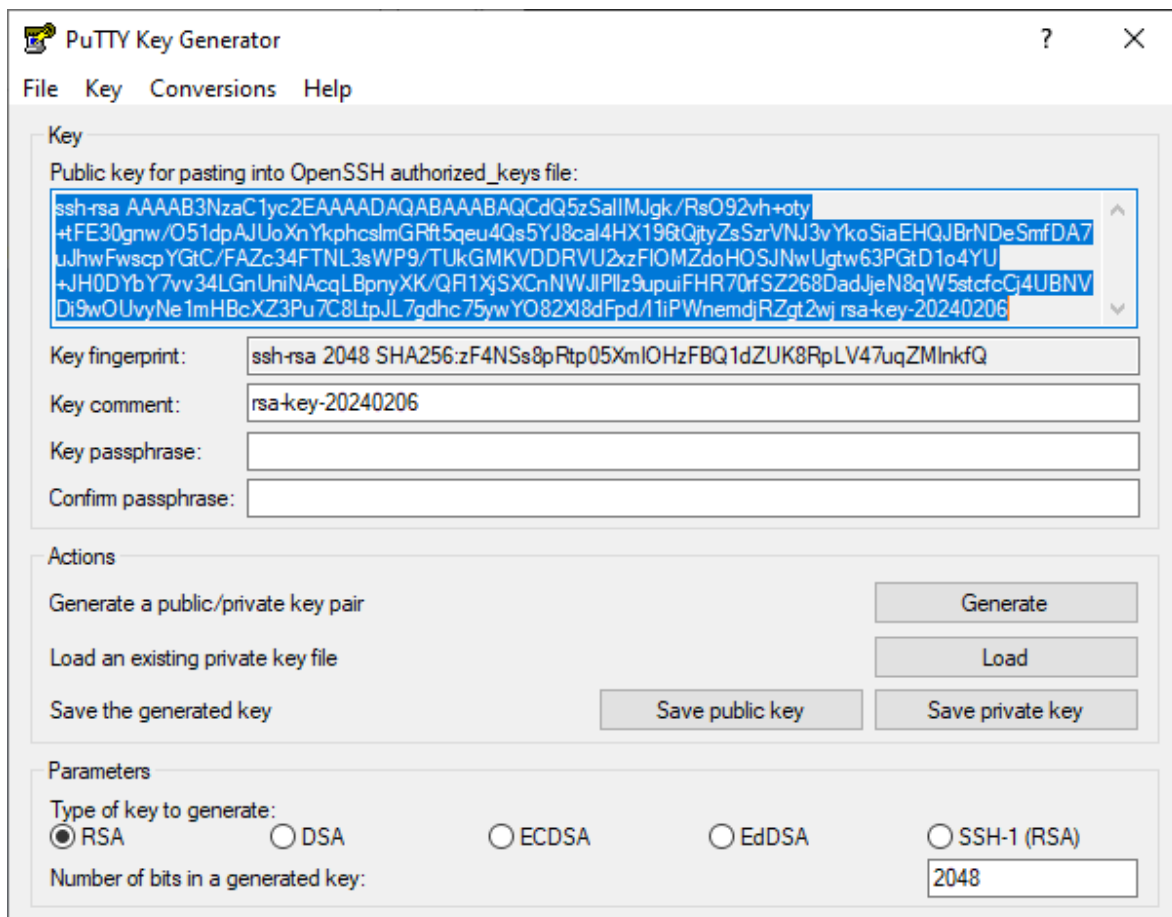 PuTTY Key Generator
?
File Key Conversions Help
Key
Public key for pasting into OpenSSH authorized_keys file:
ssh-rsa AAAAB3NzaC1yc2EAAAADAQABAAABAQCdQ5zSaIIMJgk/RsO92vh+oty
+tFE30gnw/O51dpAJUoXnYkphcslmGRft5qeu4Qs5YJ8cal4HX196tQjtyZsSzrVNJ3vYkoSiaEHQJBrNDeSmfDA7
uJhwFwscpYGtC/FAZc34FTNL3sWP9/TUkGMKVDDRVU2xzFIOMZdoHOSJNwUgtw63PGtD1o4YU
+JH0DYbY7vv34LGnUniNAcqLBpnyXK/QFl1XjSXCnNWJIPIlz9upuiFHR70rfSZ268DadJjeN8qW5stcfcCj4UBNV
Di9wOUvyNe1mHBcXZ3Pu7C8LtpJL7gdhc75ywYO82Xl8dFpd/l1iPWnemdjRZgt2wj rsa-key-20240206
Key fingerprint: ssh-rsa 2048 SHA256:zF4NSs8pRtp05XmlOHzFBQ1dZUK8RpLV47uqZMInkfQ
Key comment: rsa-key-20240206
Key passphrase:
Confirm passphrase:
Actions
Generate a public/private key pair Generate
Load an existing private key file Load
Save the generated key Save public key Save private key
Parameters
Type of key to generate:
RSA DSA ECDSA EdDSA SSH-1 (RSA)
Number of bits in a generated key: 2048